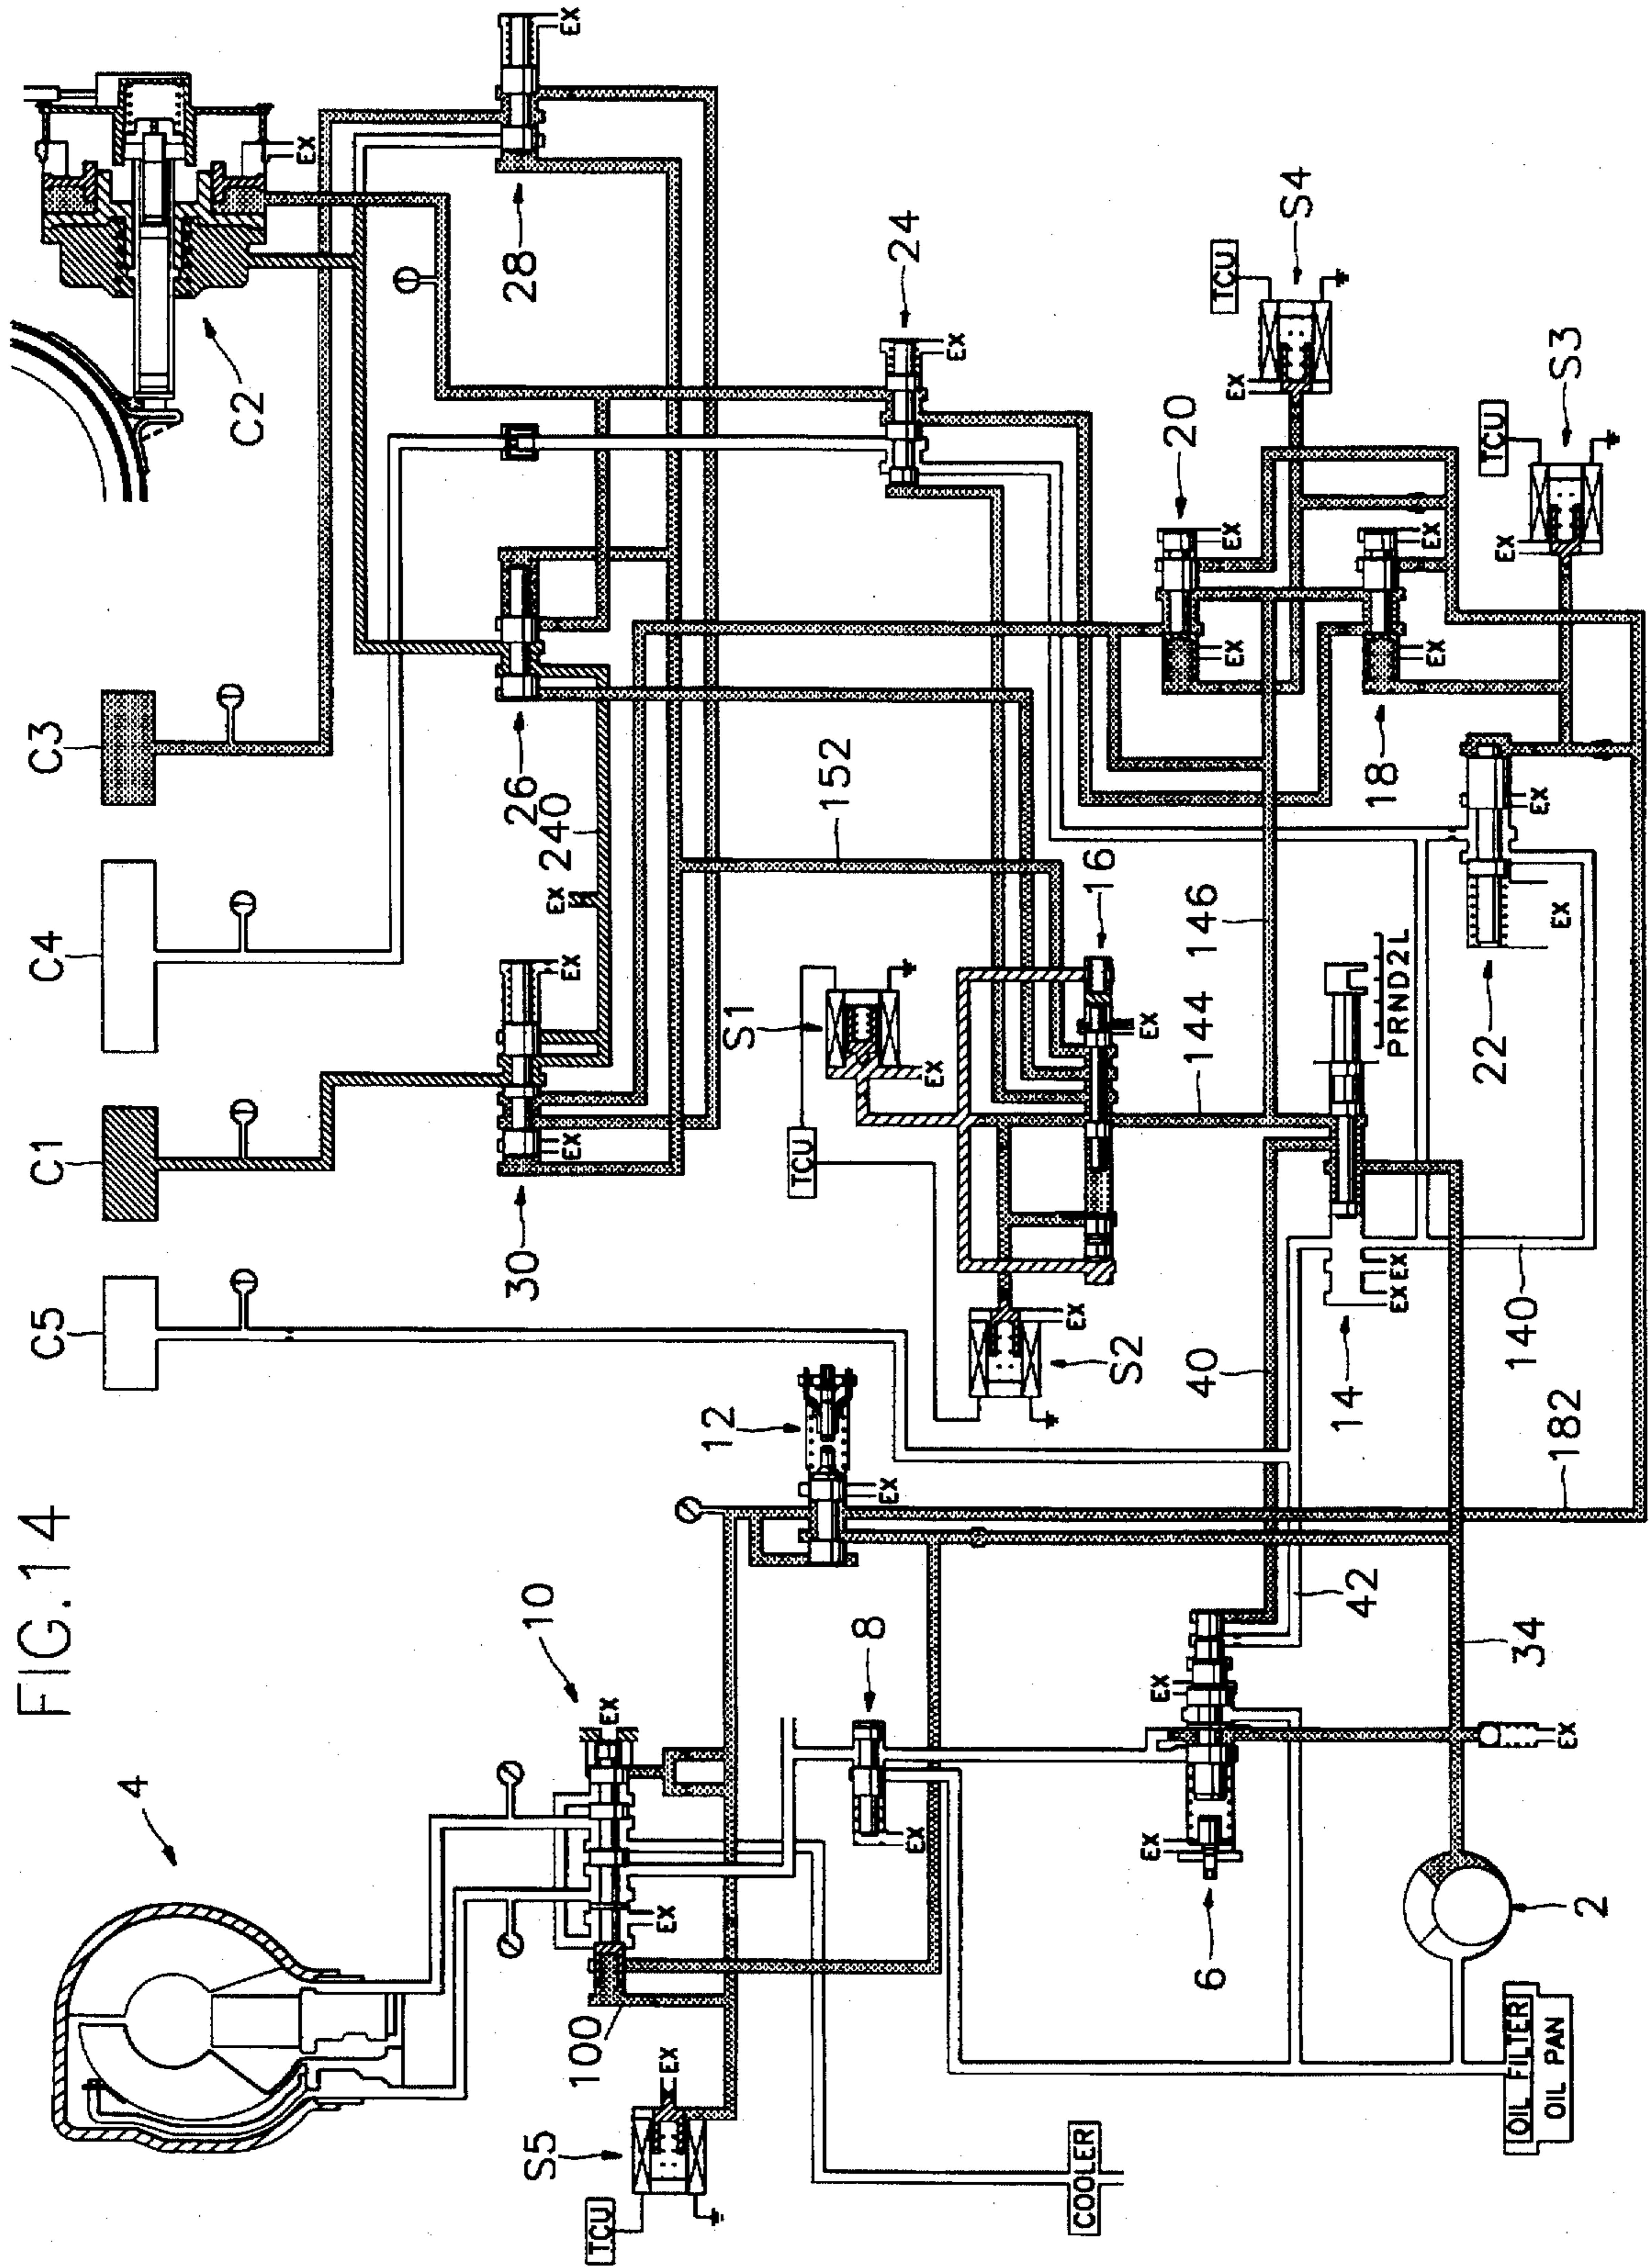 FIG.14
4
S5
TCU
EX
100
10
EX
EX
COOLER
8
EX
12
EX
6
EX
EX
42
34
EX
2
OIL FILTER
OIL PAN
182
C5
C1
C4
C3
C2
EX
30
EX
EX
EX
240
26
28
EX
S1
EX
TCU
S2
EX
16
EX
152
24
EX
144
146
40
14
EX
EX
PRND2L
140
20
EX
EX
18
EX
EX
22
EX
EX
S4
TCU
EX
S3
TCU
EX